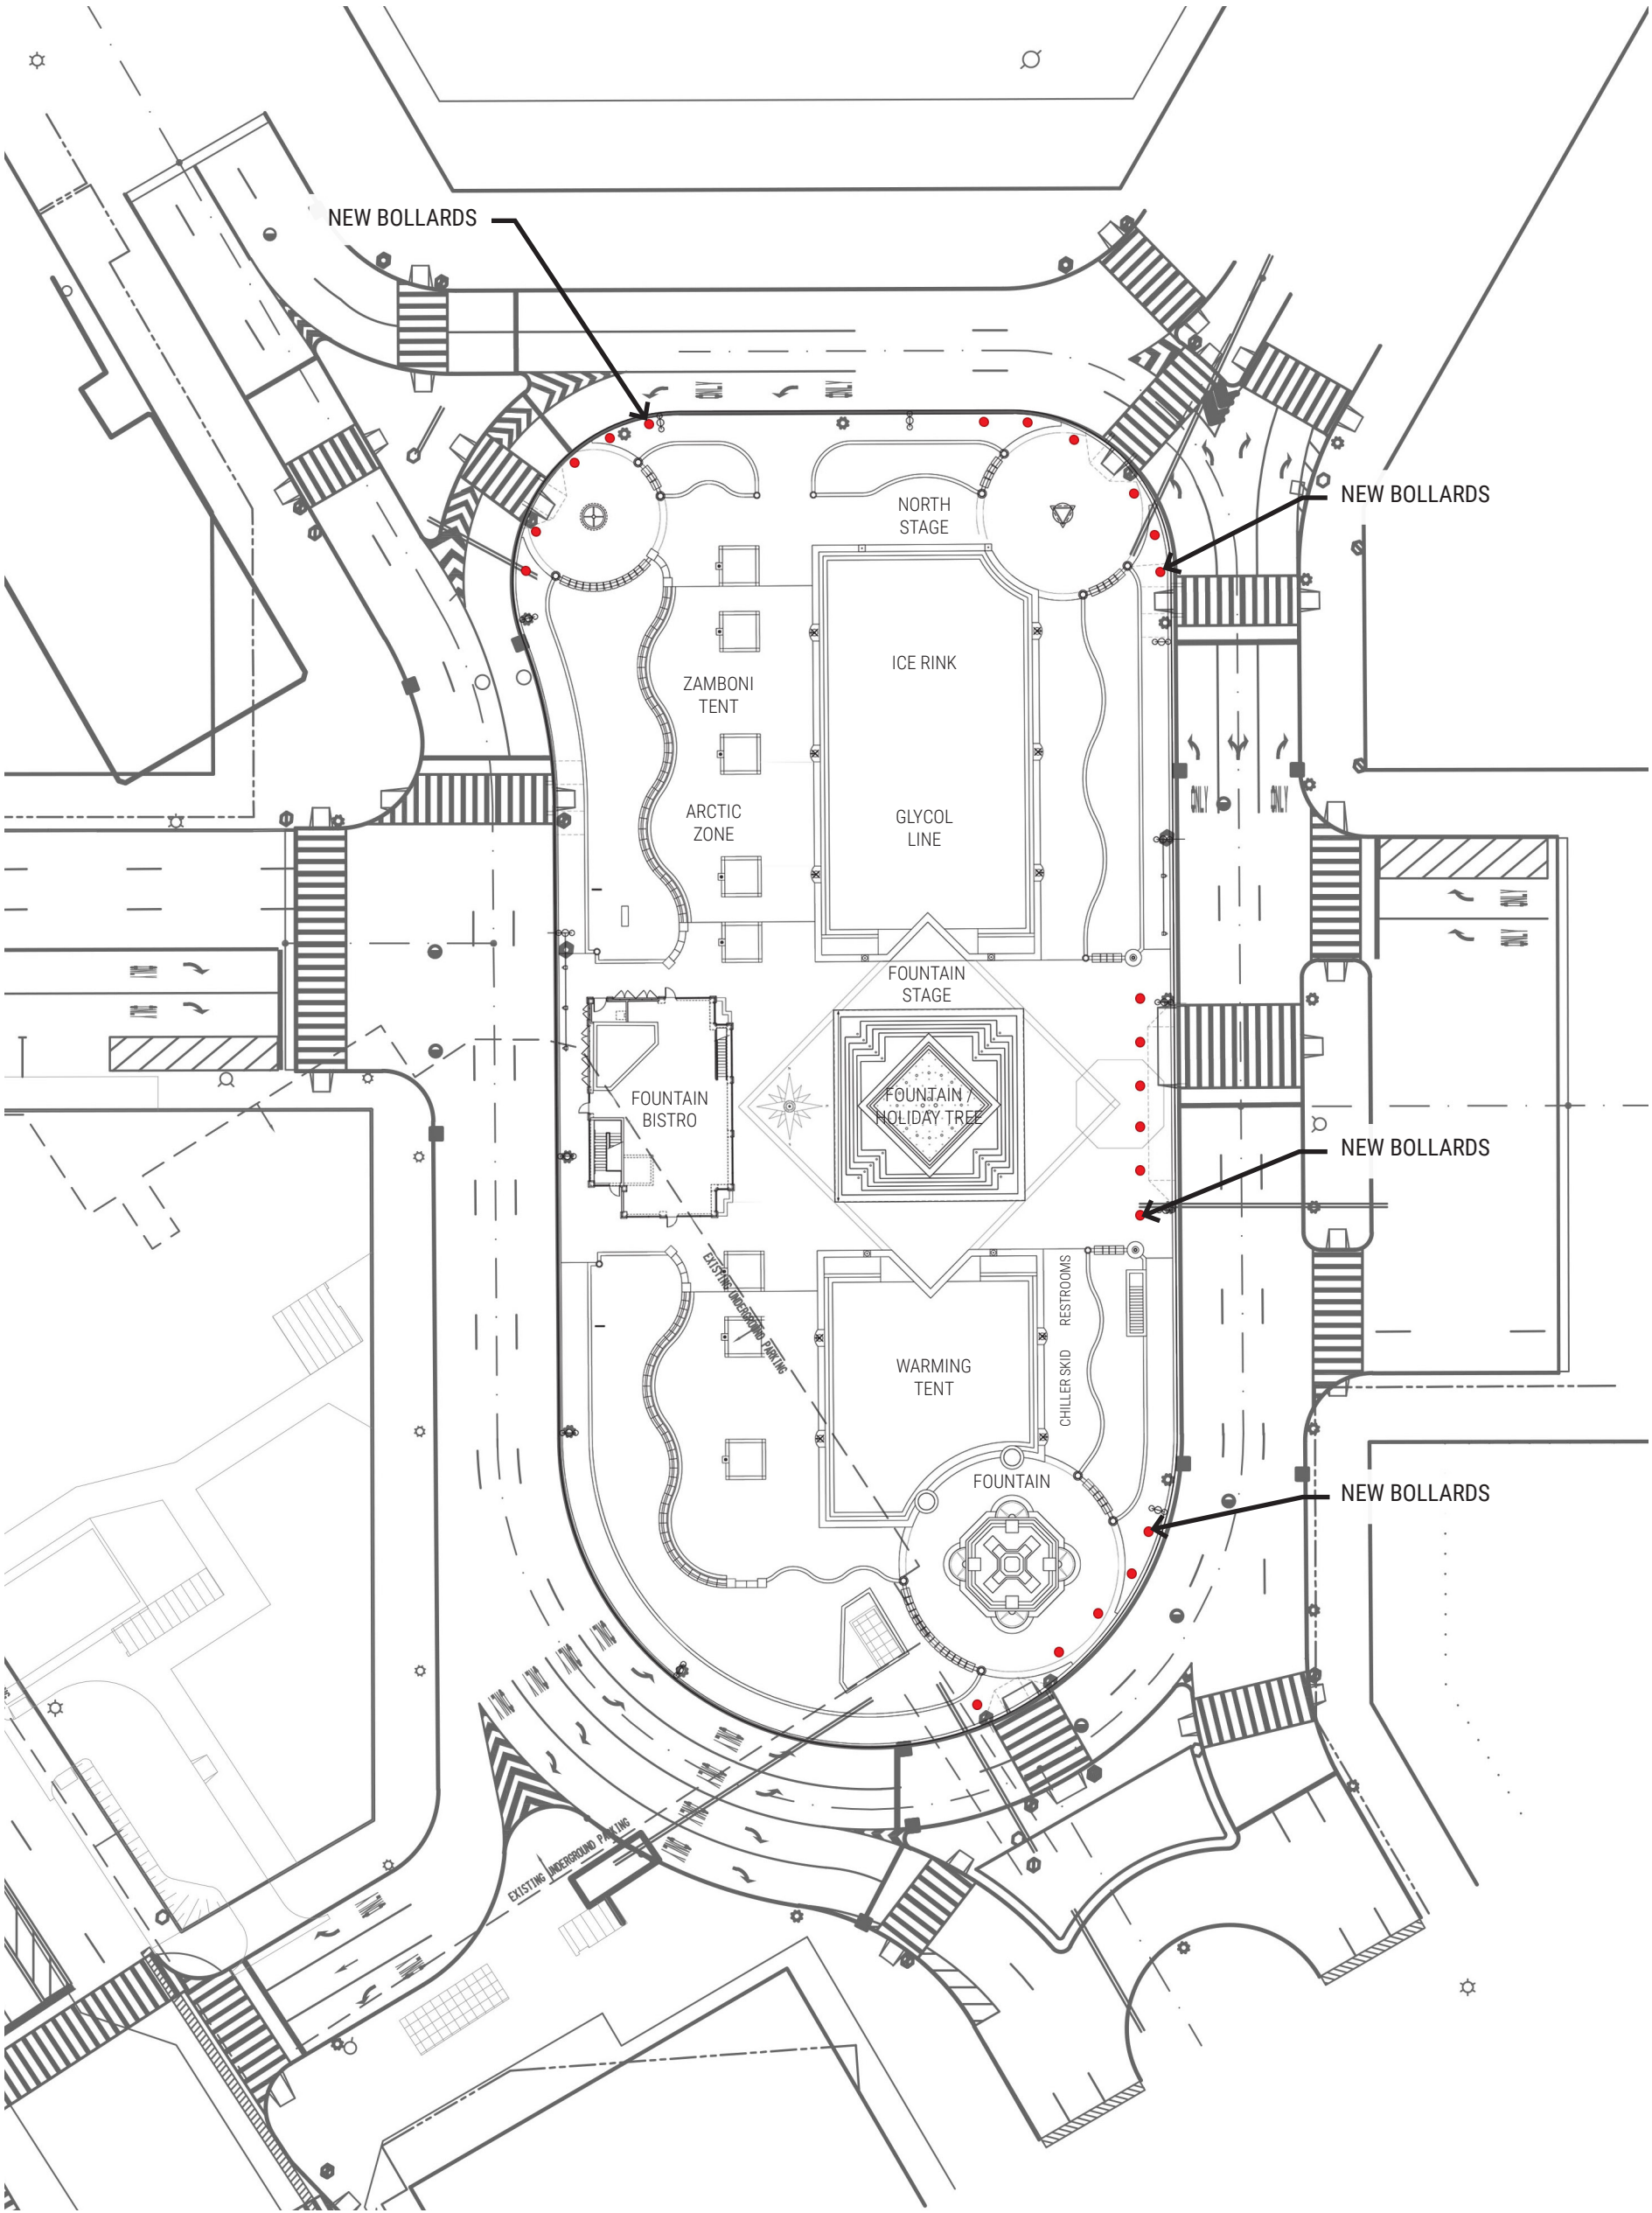 NEW BOLLARDS
NEW BOLLARDS
NORTH
STAGE
ICE RINK
ZAMBONI
TENT
ARCTIC
ZONE
GLYCOL
LINE
ONLY
ONLY
FOUNTAIN
STAGE
FOUNTAIN
BISTRO
FOUNTAIN /
HOLIDAY TREE
NEW BOLLARDS
EXISTING UNDERGROUND PARKING
RESTROOMS
CHILLER SKID
WARMING
TENT
FOUNTAIN
NEW BOLLARDS
EXISTING UNDERGROUND PARKING